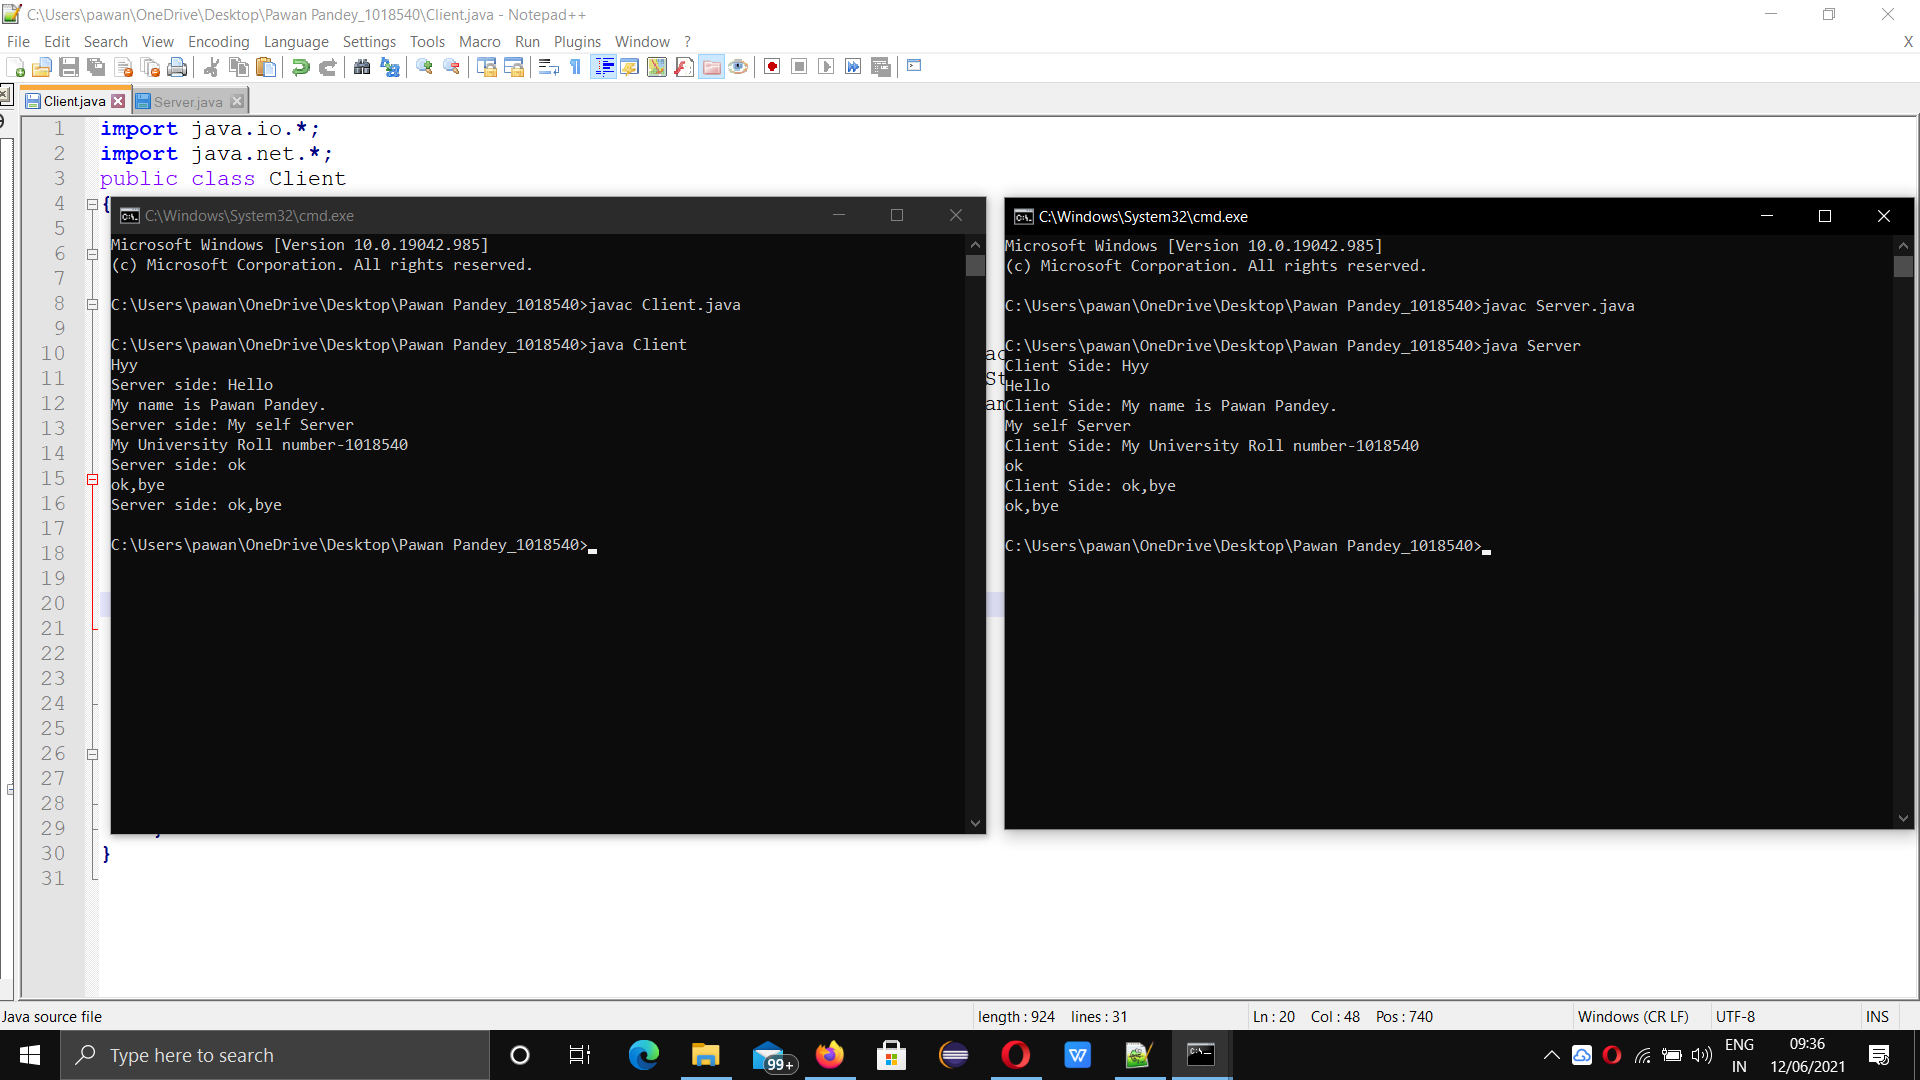 C:\Users\pawan\OneDrive\Desktop\Pawan Pandey_1018540\Client.java - Notepad++
File Edit Search View Encoding Language Settings Tools Macro Run Plugins Window ? X
Client.java Server.java
1 import java.io.*;
2 import java.net.*;
3 public class Client
4 {
5
6
7
8
9
10
11
12
13
14
15
16
17
18
19
20
21
22
23
24
25
26
27
28
29
30 }
31
C:\Windows\System32\cmd.exe
Microsoft Windows [Version 10.0.19042.985]
(c) Microsoft Corporation. All rights reserved.
C:\Users\pawan\OneDrive\Desktop\Pawan Pandey_1018540>javac Client.java
C:\Users\pawan\OneDrive\Desktop\Pawan Pandey_1018540>java Client
Hyy
Server side: Hello
My name is Pawan Pandey.
Server side: My self Server
My University Roll number-1018540
Server side: ok
ok,bye
Server side: ok,bye
C:\Users\pawan\OneDrive\Desktop\Pawan Pandey_1018540>
C:\Windows\System32\cmd.exe
Microsoft Windows [Version 10.0.19042.985]
(c) Microsoft Corporation. All rights reserved.
C:\Users\pawan\OneDrive\Desktop\Pawan Pandey_1018540>javac Server.java
C:\Users\pawan\OneDrive\Desktop\Pawan Pandey_1018540>java Server
Client Side: Hyy
Hello
Client Side: My name is Pawan Pandey.
My self Server
Client Side: My University Roll number-1018540
ok
Client Side: ok,bye
ok,bye
C:\Users\pawan\OneDrive\Desktop\Pawan Pandey_1018540>
Java source file length : 924 lines : 31 Ln : 20 Col : 48 Pos : 740 Windows (CR LF) UTF-8 INS
Type here to search 99+ ENG 09:36
IN 12/06/2021